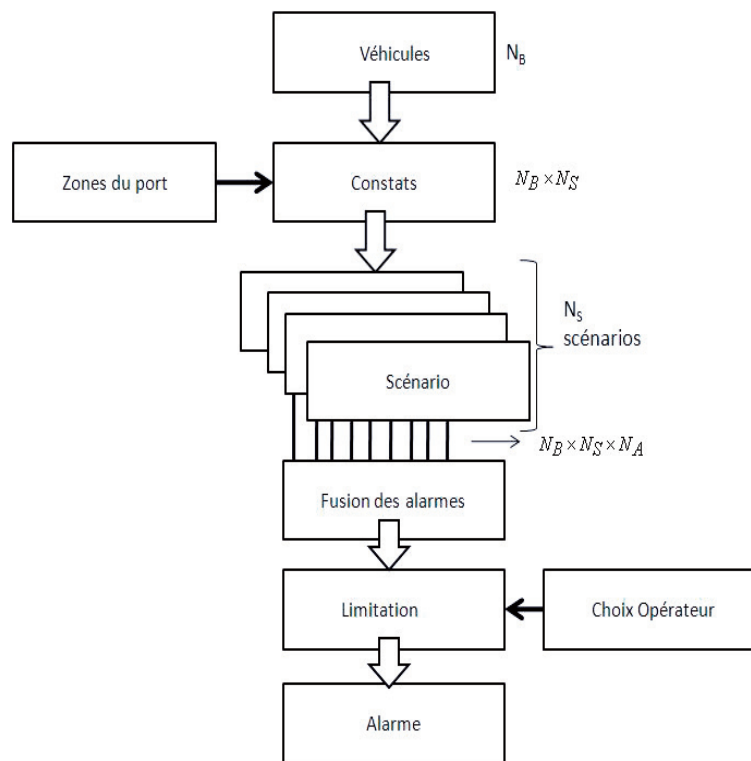 Véhicules
N_B
Zones du port
Constats
N_B × N_S
N_S
scénarios
Scénario
N_B × N_S × N_A
Fusion des alarmes
Limitation
Choix Opérateur
Alarme